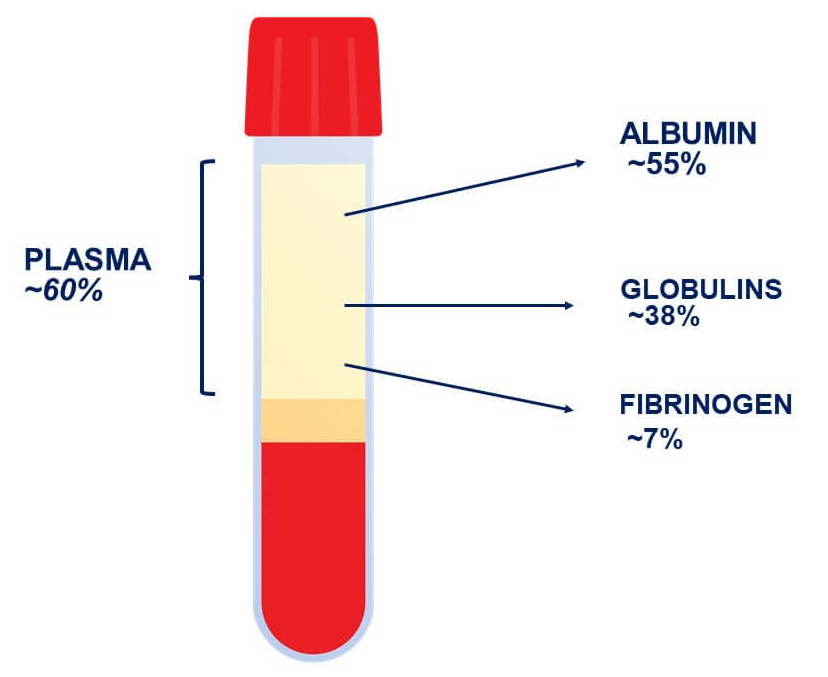 PLASMA
~60%
ALBUMIN
~55%
GLOBULINS
~38%
FIBRINOGEN
~7%